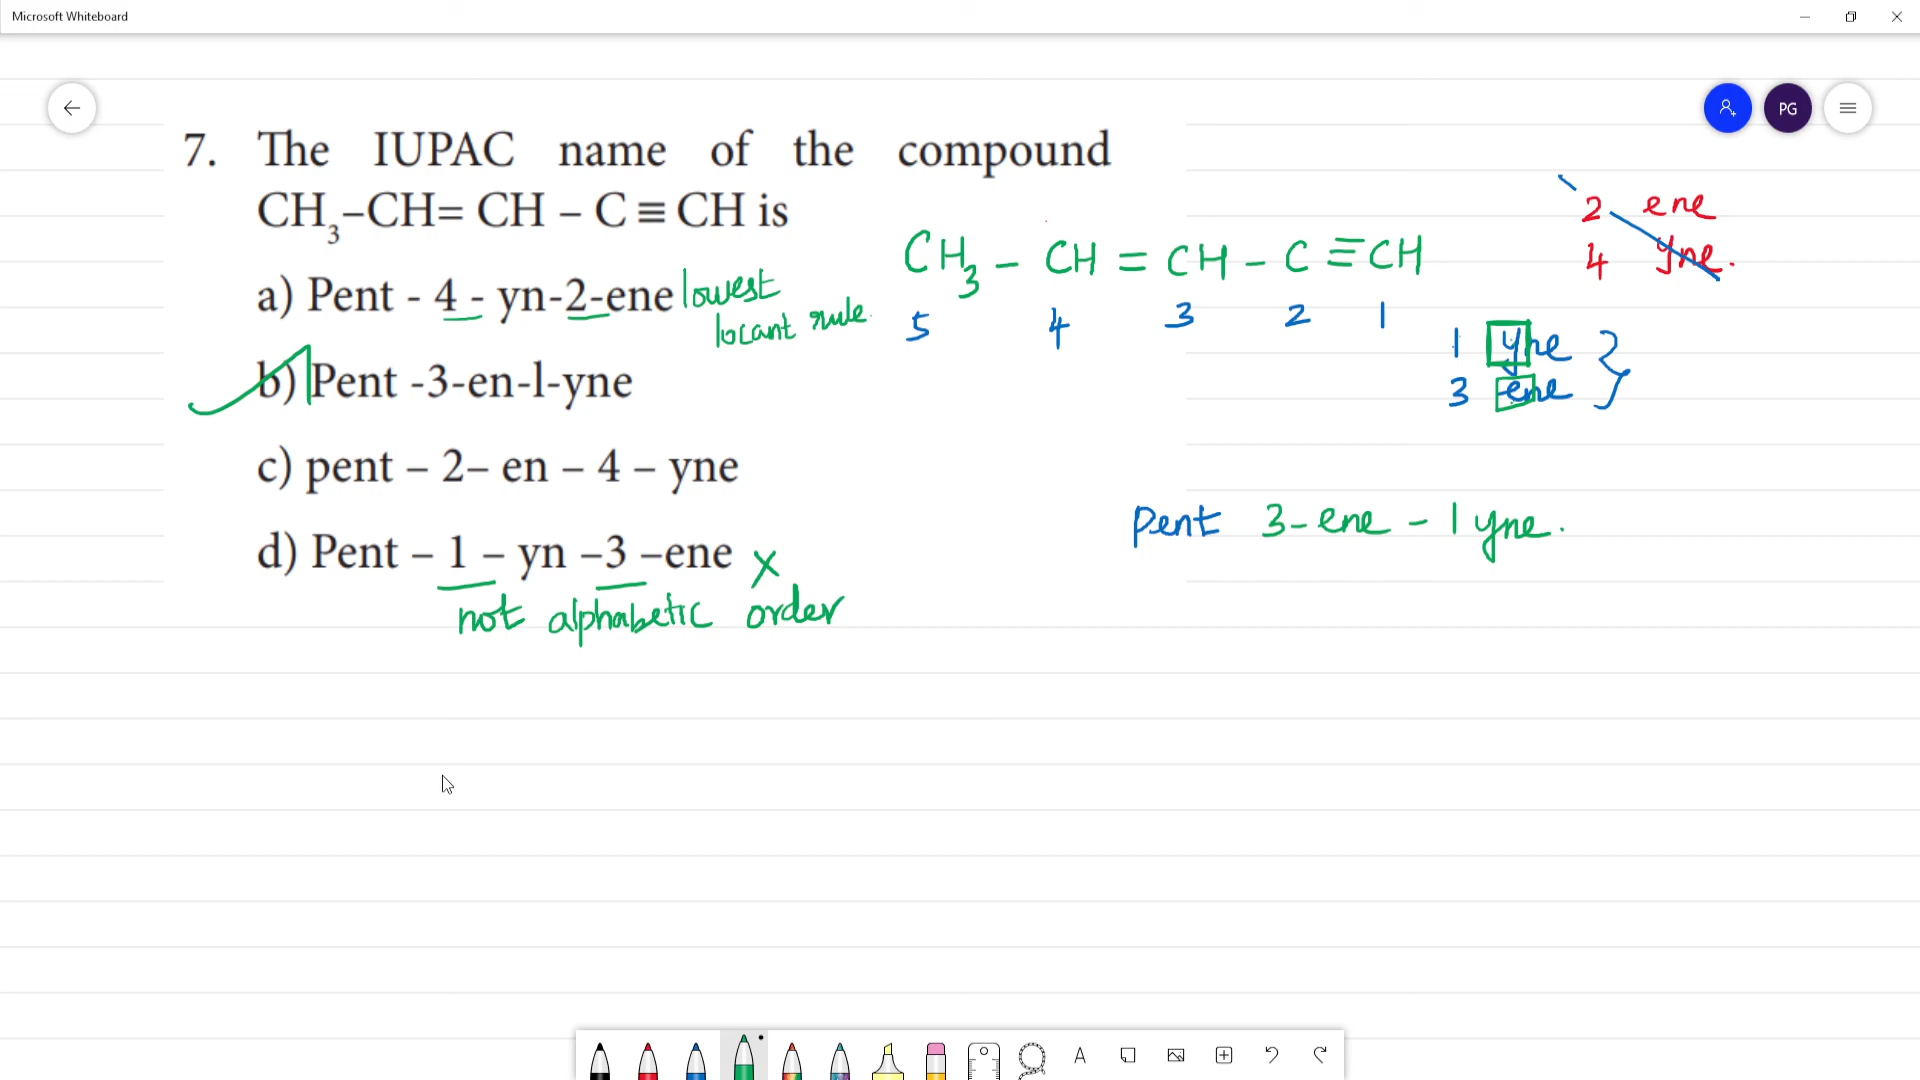 Microsoft Whiteboard
PG
7. The IUPAC name of the compound
CH₃–CH= CH – C ≡ CH is
a) Pent - 4 - yn-2-ene
lowest
locant rule.
b) Pent -3-en-l-yne
c) pent – 2– en – 4 – yne
d) Pent – 1 – yn –3 –ene x
not alphabetic order
CH₃ – CH = CH – C ≡ CH
5 4 3 2 1
2 ene
4 yne.
1 yne
3 ene
Pent 3-ene - 1 yne.
A